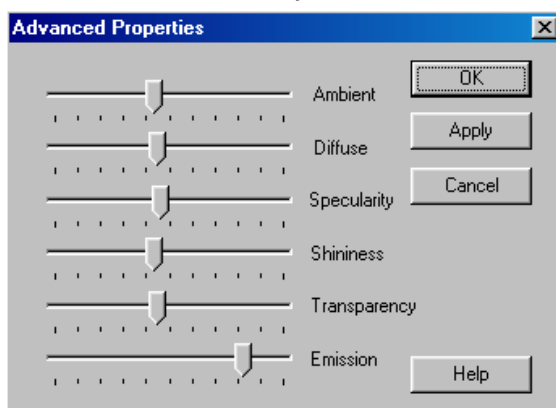 Advanced Properties
Ambient
OK
Diffuse
Apply
Specularity
Cancel
Shininess
Transparency
Emission
Help